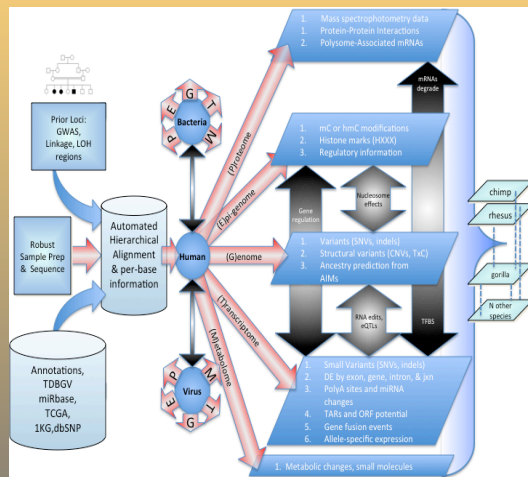 Prior Loci:
GWAS,
Linkage, LOH
regions
Robust
Sample Prep
& Sequence
Annotations,
TDBGV
miRbase,
TCGA,
1KG,dbSNP
Automated
Hierarchical
Alignment
& per-base
information
P E G T M
Bacteria
Human
Virus
E P M T G
(P)roteome
(E)pi-genome
(G)enome
(T)ranscriptome
(M)etabolome
1. Mass spectrophotometry data
1. Protein-Protein Interactions
2. Polysome-Associated mRNAs
mRNAs
degrade
1. mC or hmC modifications
2. Histone marks (HXXX)
3. Regulatory information
Gene
regulation
Nucleosome
effects
1. Variants (SNVs, indels)
2. Structural variants (CNVs, TxC)
3. Ancestry prediction from
AIMs
RNA edits,
eQTLs
TFBS
1. Small Variants (SNVs, indels)
2. DE by exon, gene, intron, & jxn
3. PolyA sites and miRNA
changes
4. TARs and ORF potential
5. Gene fusion events
6. Allele-specific expression
1. Metabolic changes, small molecules
chimp
rhesus
gorilla
N other
species